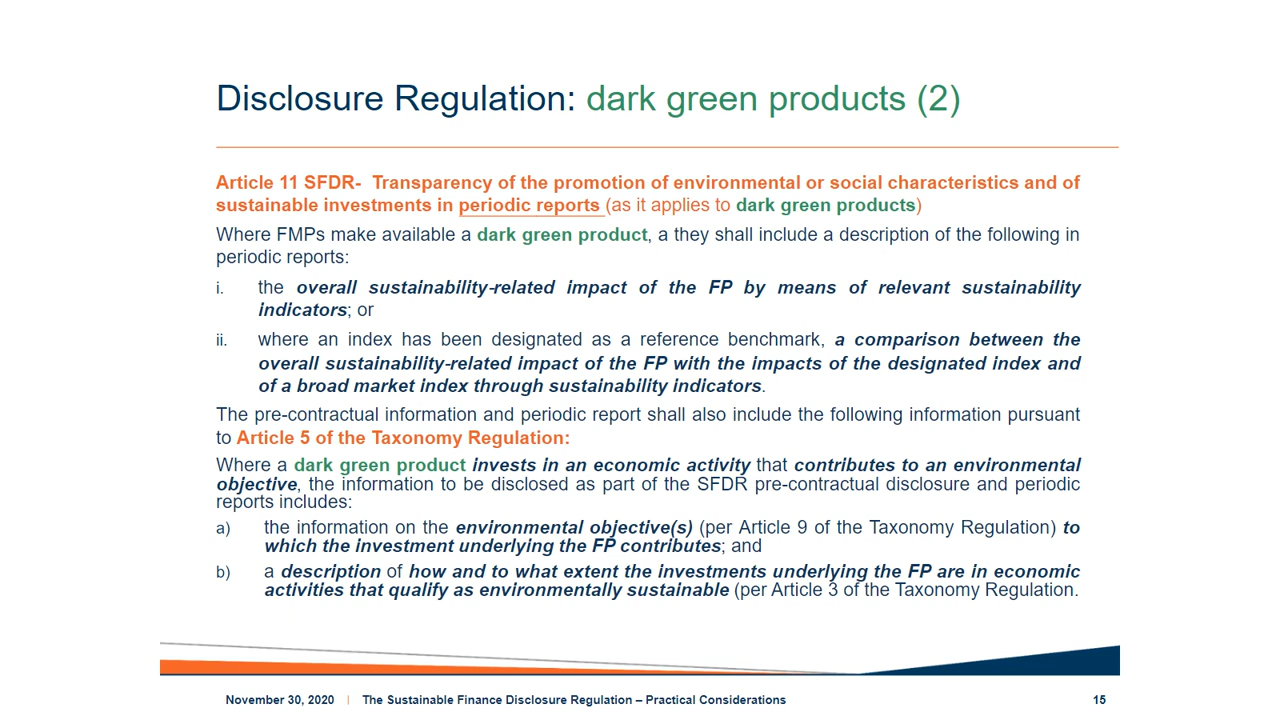 Disclosure Regulation: dark green products (2)
Article 11 SFDR- Transparency of the promotion of environmental or social characteristics and of
sustainable investments in periodic reports (as it applies to dark green products)
Where FMPs make available a dark green product, a they shall include a description of the following in
periodic reports:
i. the overall sustainability-related impact of the FP by means of relevant sustainability
indicators; or
ii. where an index has been designated as a reference benchmark, a comparison between the
overall sustainability-related impact of the FP with the impacts of the designated index and
of a broad market index through sustainability indicators.
The pre-contractual information and periodic report shall also include the following information pursuant
to Article 5 of the Taxonomy Regulation:
Where a dark green product invests in an economic activity that contributes to an environmental
objective, the information to be disclosed as part of the SFDR pre-contractual disclosure and periodic
reports includes:
a) the information on the environmental objective(s) (per Article 9 of the Taxonomy Regulation) to
which the investment underlying the FP contributes; and
b) a description of how and to what extent the investments underlying the FP are in economic
activities that qualify as environmentally sustainable (per Article 3 of the Taxonomy Regulation.
November 30, 2020 | The Sustainable Finance Disclosure Regulation – Practical Considerations 15